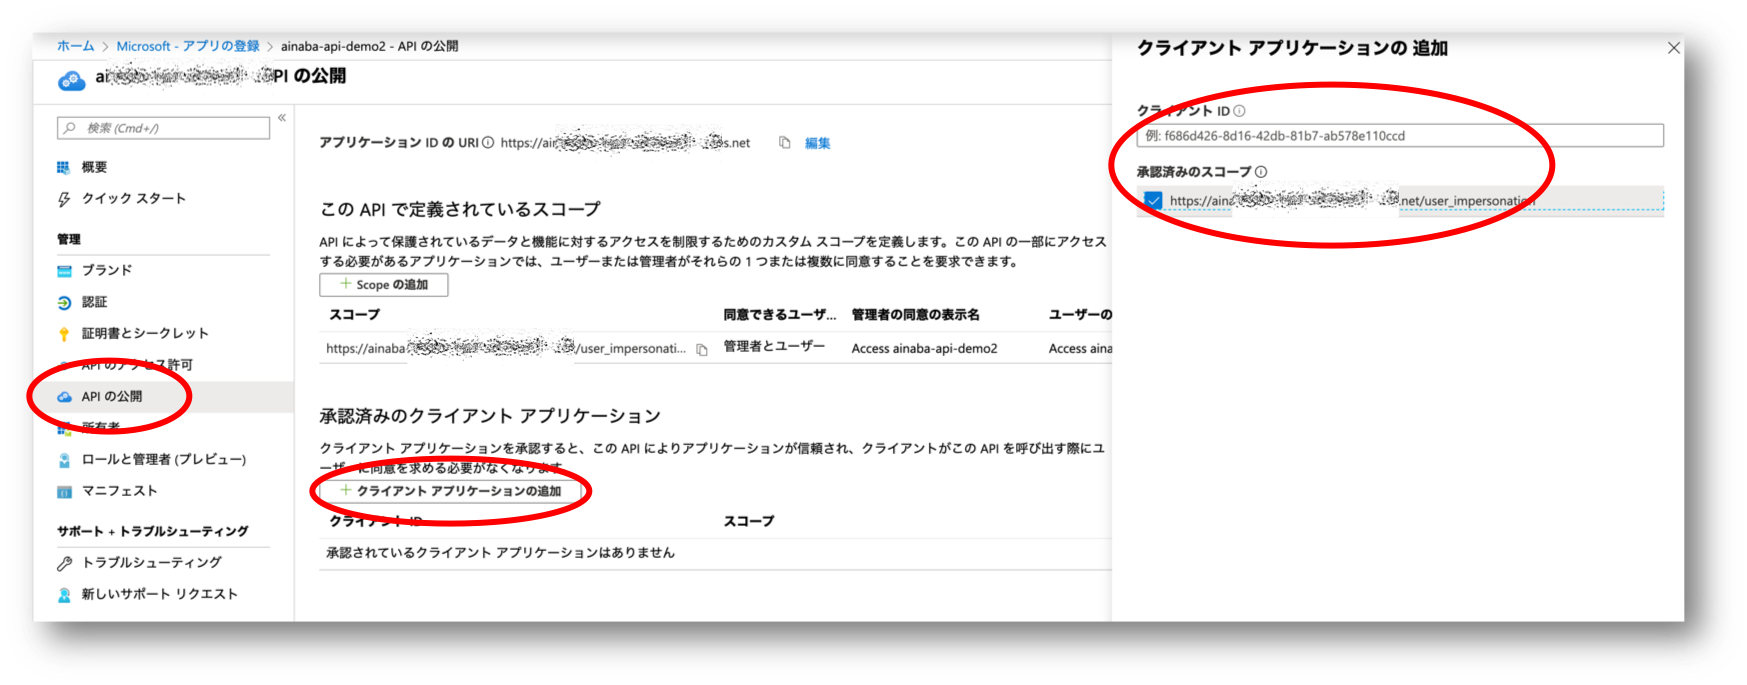 ホーム > Microsoft - アプリの登録 > ainaba-api-demo2 - API の公開
ai PI の公開
検索 (Cmd+/)
«
概要
クイック スタート
管理
ブランド
認証
証明書とシークレット
API のアクセス許可
API の公開
所有者
ロールと管理者 (プレビュー)
マニフェスト
サポート + トラブルシューティング
トラブルシューティング
新しいサポート リクエスト
アプリケーション ID の URI https://ain s.net 編集
この API で定義されているスコープ
API によって保護されているデータと機能に対するアクセスを制限するためのカスタム スコープを定義します。この API の一部にアクセス
する必要があるアプリケーションでは、ユーザーまたは管理者がそれらの 1 つまたは複数に同意することを要求できます。
+ Scope の追加
スコープ 同意できるユーザ... 管理者の同意の表示名 ユーザーの
https://ainaba /user_impersonati... 管理者とユーザー Access ainaba-api-demo2 Access aina
承認済みのクライアント アプリケーション
クライアント アプリケーションを承認すると、この API によりアプリケーションが信頼され、クライアントがこの API を呼び出す際にユ
ーザーに同意を求める必要がなくなります。
+ クライアント アプリケーションの追加
クライアント ID スコープ
承認されているクライアント アプリケーションはありません
クライアント アプリケーションの 追加
クライアント ID
例: f686d426-8d16-42db-81b7-ab578e110ccd
承認済みのスコープ
https://aina .net/user_impersonation